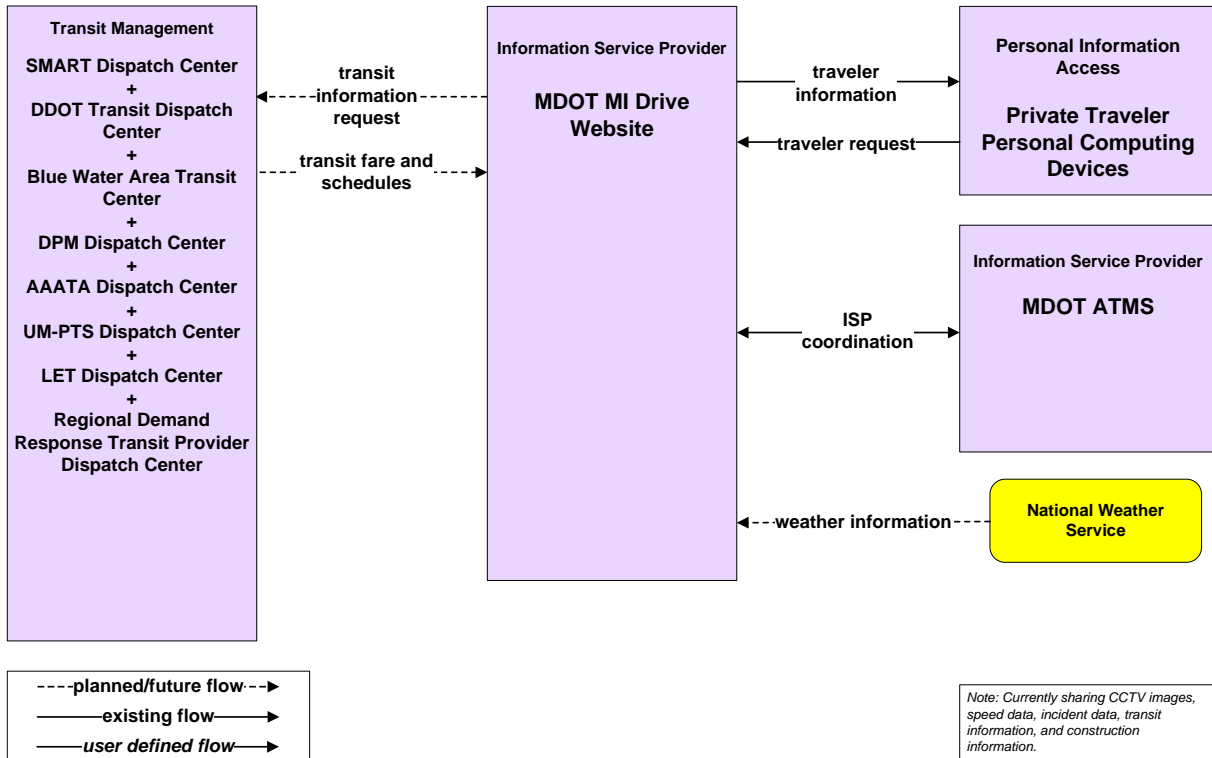 Transit Management
SMART Dispatch Center
+
DDOT Transit Dispatch
Center
+
Blue Water Area Transit
Center
+
DPM Dispatch Center
+
AAATA Dispatch Center
+
UM-PTS Dispatch Center
+
LET Dispatch Center
+
Regional Demand
Response Transit Provider
Dispatch Center
transit
information
request
transit fare and
schedules
Information Service Provider
MDOT MI Drive
Website
traveler
information
traveler request
ISP
coordination
weather information
Personal Information
Access
Private Traveler
Personal Computing
Devices
Information Service Provider
MDOT ATMS
National Weather
Service
planned/future flow
existing flow
user defined flow
Note: Currently sharing CCTV images,
speed data, incident data, transit
information, and construction
information.